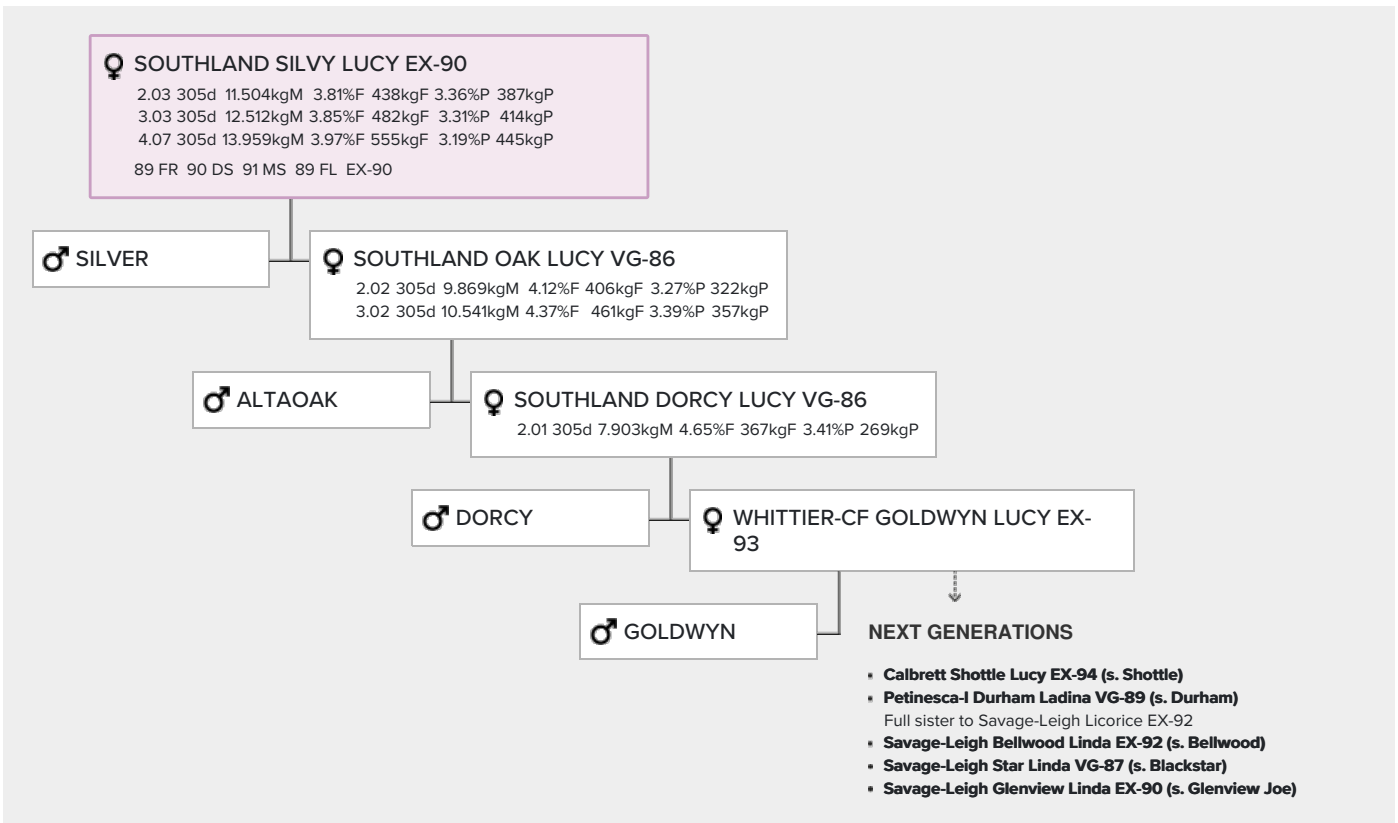 SOUTHLAND SILVY LUCY EX-90
2.03 305d 11.504kgM 3.81%F 438kgF 3.36%P 387kgP
3.03 305d 12.512kgM 3.85%F 482kgF 3.31%P 414kgP
4.07 305d 13.959kgM 3.97%F 555kgF 3.19%P 445kgP
89 FR 90 DS 91 MS 89 FL EX-90
SILVER
SOUTHLAND OAK LUCY VG-86
2.02 305d 9.869kgM 4.12%F 406kgF 3.27%P 322kgP
3.02 305d 10.541kgM 4.37%F 461kgF 3.39%P 357kgP
ALTAOAK
SOUTHLAND DORCY LUCY VG-86
2.01 305d 7.903kgM 4.65%F 367kgF 3.41%P 269kgP
DORCY
WHITTIER-CF GOLDWYN LUCY EX-
93
GOLDWYN
NEXT GENERATIONS
▪ Calbrett Shottle Lucy EX-94 (s. Shottle)
▪ Petinesca-I Durham Ladina VG-89 (s. Durham)
Full sister to Savage-Leigh Licorice EX-92
▪ Savage-Leigh Bellwood Linda EX-92 (s. Bellwood)
▪ Savage-Leigh Star Linda VG-87 (s. Blackstar)
▪ Savage-Leigh Glenview Linda EX-90 (s. Glenview Joe)